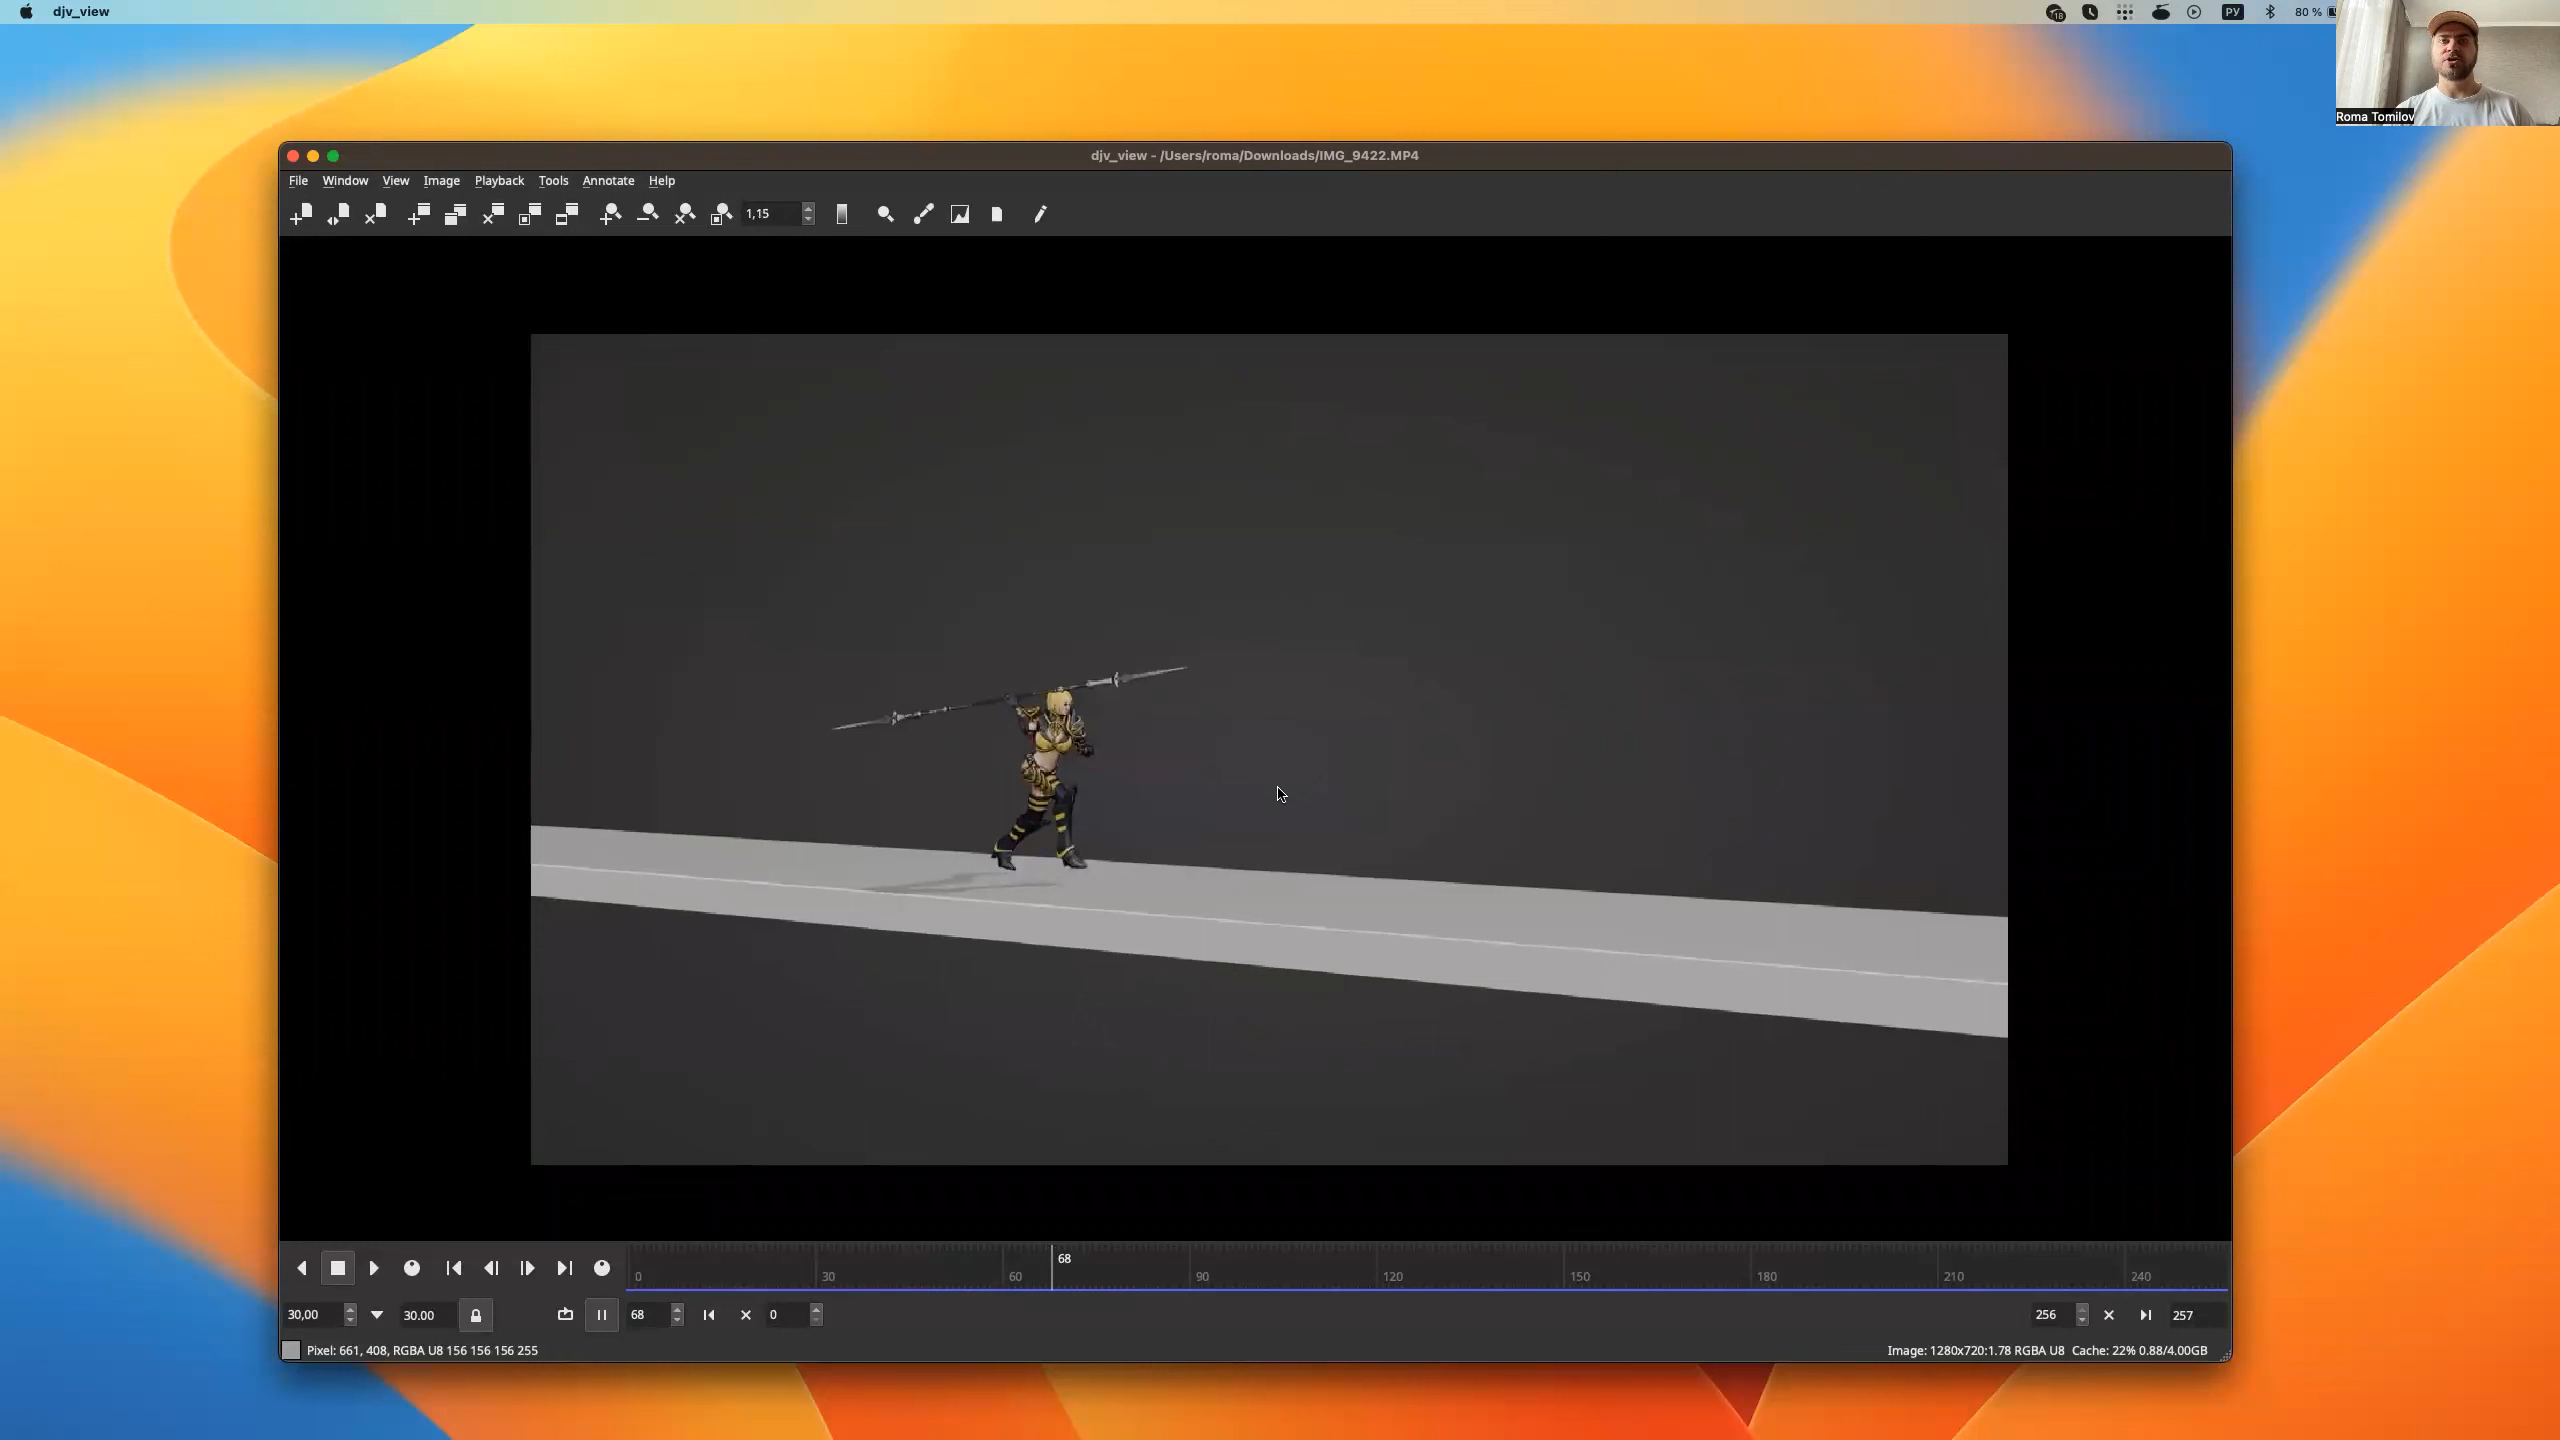 djv_view
18
РУ
80 %
Roma Tomilov
djv_view - /Users/roma/Downloads/IMG_9422.MP4
File Window View Image Playback Tools Annotate Help
1,15
68
0 30 60 90 120 150 180 210 240
30,00 30.00 68 0 256 257
Pixel: 661, 408, RGBA U8 156 156 156 255 Image: 1280x720:1.78 RGBA U8 Cache: 22% 0.88/4.00GB